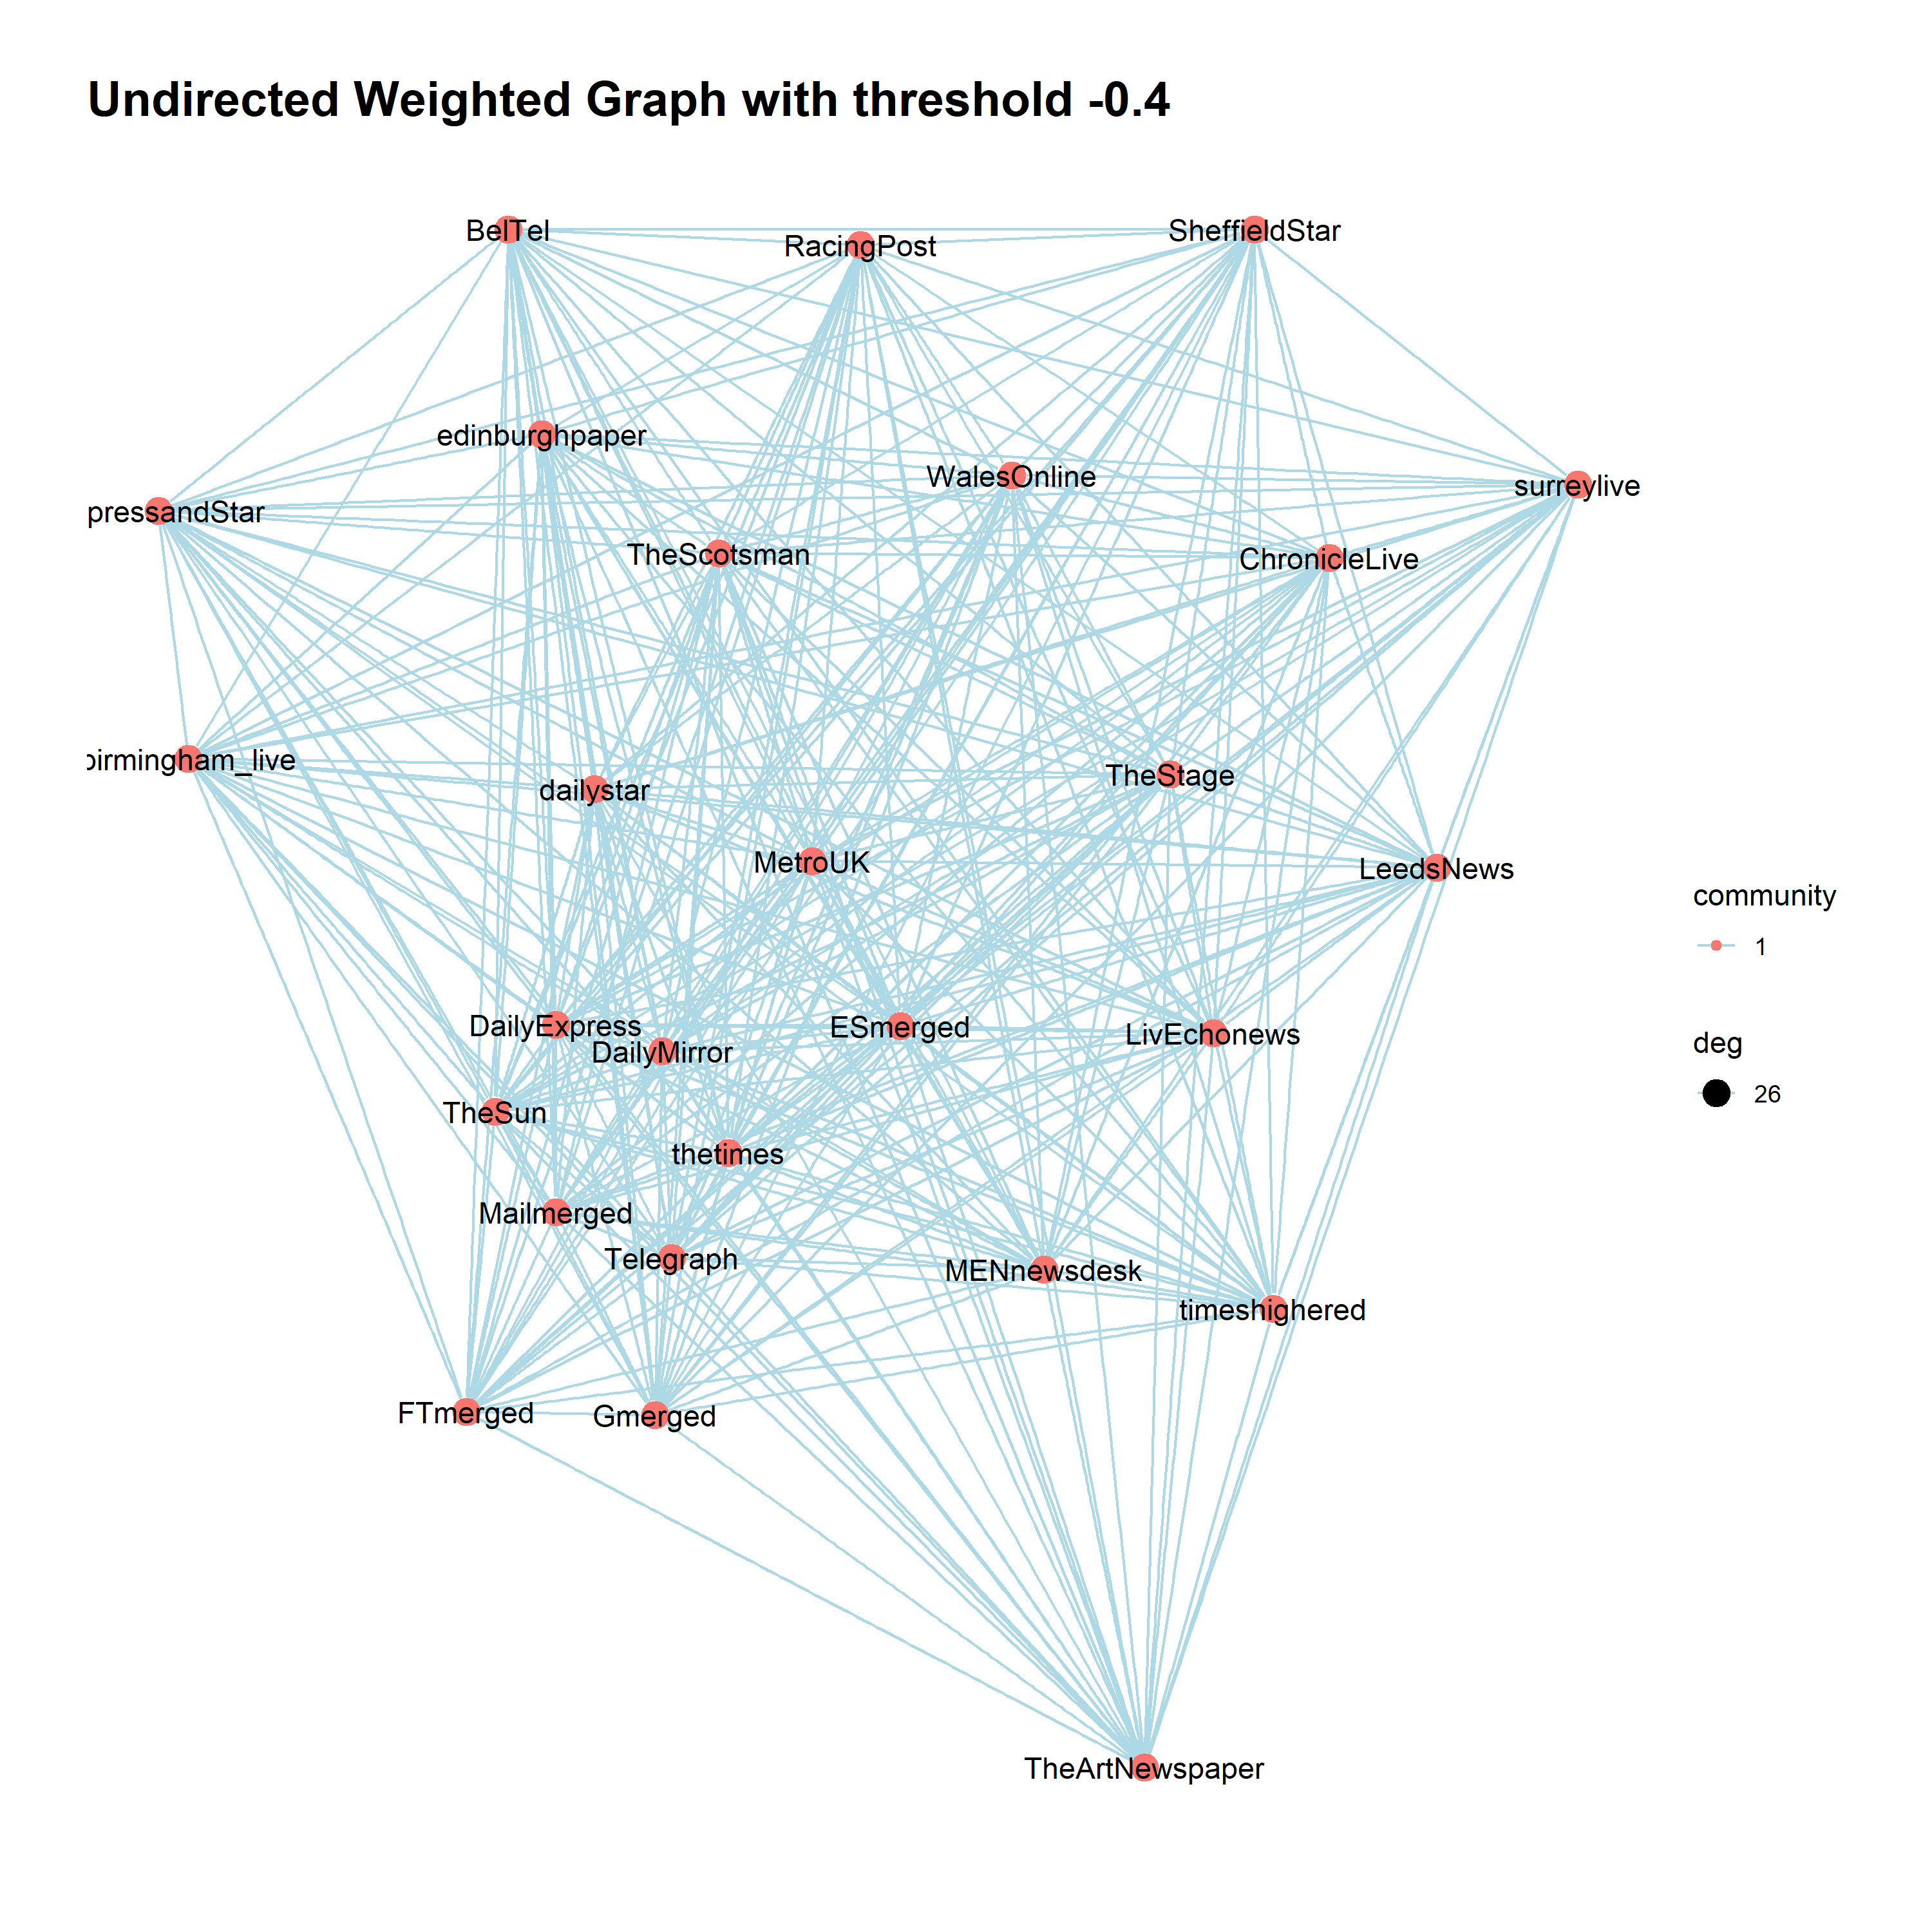 Undirected Weighted Graph with threshold -0.4
BelTel
RacingPost
SheffieldStar
edinburghpaper
WalesOnline
surreylive
pressandStar
TheScotsman
ChronicleLive
birmingham_live
dailystar
TheStage
MetroUK
LeedsNews
community
1
DailyExpress
ESmerged
LivEchonews
DailyMirror
deg
26
TheSun
thetimes
Mailmerged
Telegraph
MENnewsdesk
timeshighered
FTmerged
Gmerged
TheArtNewspaper